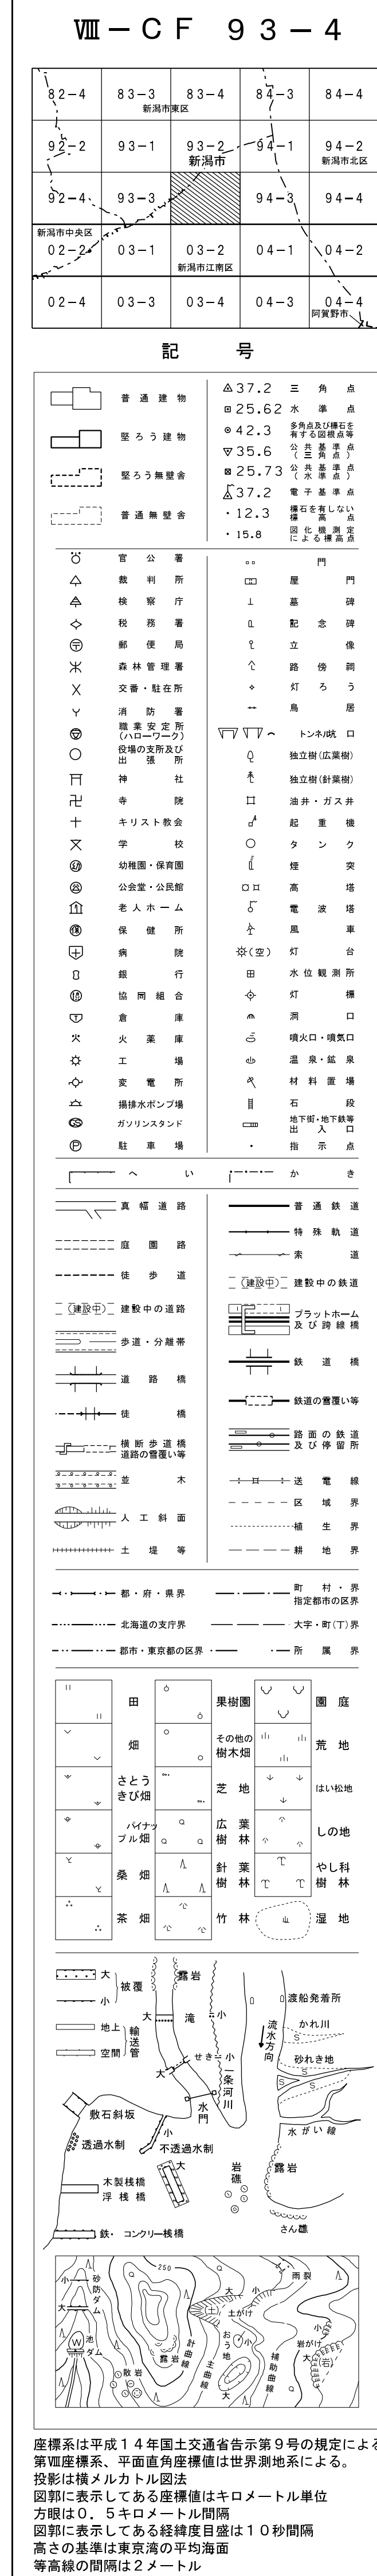 Ⅷ－ＣＦ ９３－４
82-4 83-3 83-4 84-3 84-4
新潟市東区
92-2 93-1 93-2 94-1 94-2
新潟市 新潟市北区
92-4 93-3 94-3 94-4
新潟市中央区
02-2 03-1 03-2 04-1 04-2
新潟市江南区
02-4 03-3 03-4 04-3 04-4
阿賀野市
記 号
普通建物
堅ろう建物
堅ろう無壁舎
普通無壁舎
37.2 三角点
25.62 水準点
42.3 多角点及び標石を
有する図根点等
35.6 公共基準点
(三角点)
25.73 公共基準点
(水準点)
37.2 電子基準点
・12.3 標石を有しない
標高点
・15.8 図化機測定
による標高点
官公署
裁判所
検察庁
税務署
郵便局
森林管理署
交番・駐在所
消防署
職業安定所
(ハローワーク)
役場の支所及び
出張所
神社
寺院
キリスト教会
学校
幼 幼稚園・保育園
公 公会堂・公民館
老人ホーム
保 保健所
病院
銀行
協 協同組合
倉庫
火薬庫
工場
変電所
揚排水ポンプ場
GS ガソリンスタンド
P 駐車場
門
屋門
墓碑
記念碑
立像
路傍祠
灯ろう
鳥居
トンネル坑口
独立樹(広葉樹)
独立樹(針葉樹)
油井・ガス井
起重機
タンク
煙突
高塔
電波塔
風車
(空) 灯台
水位観測所
灯標
洞口
噴火口・噴気口
温泉・鉱泉
材料置場
石段
地下街・地下鉄等
出入口
指示点
へい
かき
真幅道路
庭園路
徒歩道
(建設中) 建設中の道路
歩道・分離帯
道路橋
徒橋
横断歩道橋
道路の雪覆い等
並木
人工斜面
土堤等
普通鉄道
特殊軌道
索道
(建設中) 建設中の鉄道
プラットホーム
及び跨線橋
鉄道橋
鉄道の雪覆い等
路面の鉄道
及び停留所
送電線
区域界
植生界
耕地界
都・府・県界
北海道の支庁界
郡市・東京都の区界
町村・界
指定都市の区界
大字・町(丁)界
所属界
田 果樹園 園庭
畑 その他の
樹木畑 荒地
さとう
きび畑 芝地 はい松地
パイナッ
プル畑 広葉
樹林 しの地
桑畑 針葉
樹林 やし科
樹林
茶畑 竹林 湿地
大
小 被覆
地上
空間 輸送管
露岩
大 滝 小
せき 小
大
一条河川
水門
渡船発着所
流水方向
かれ川
砂れき地
S S S
水がい線
敷石斜坂
透過水制
小
不透過水制
大
木製桟橋
浮桟橋
鉄・コンクリー桟橋
岩礁
露岩
さん礁
小 砂防ダム
大
W 池
ダム
散岩
250
露岩
計曲線
主曲線
大 小
(土) 土がけ
おう地 小
大
補助曲線
雨裂
小
岩がけ
大 (岩)
座標系は平成１４年国土交通省告示第９号の規定によ
第Ⅷ座標系、平面直角座標値は世界測地系による。
投影は横メルカトル図法
図郭に表示してある座標値はキロメートル単位
方眼は０．５キロメートル間隔
図郭に表示してある経緯度目盛は１０秒間隔
高さの基準は東京湾の平均海面
等高線の間隔は２メートル